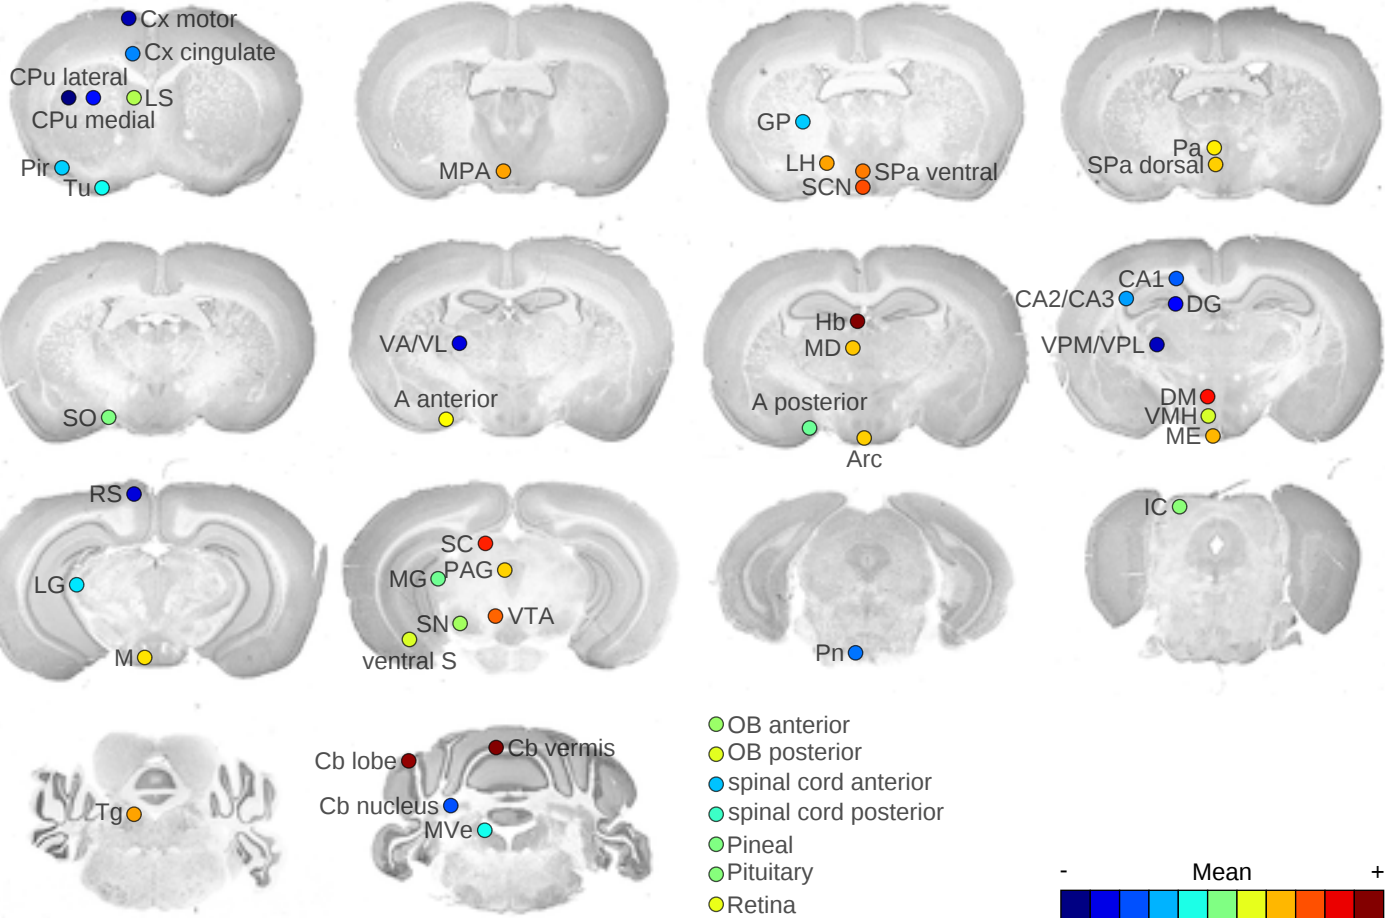 Cx motor
Cx cingulate
CPu lateral
LS
CPu medial
Pir
Tu
MPA
GP
LH
SPa ventral
SCN
Pa
SPa dorsal
SO
VA/VL
A anterior
Hb
MD
A posterior
Arc
CA1
CA2/CA3
DG
VPM/VPL
DM
VMH
ME
RS
LG
M
SC
MG
PAG
SN
VTA
ventral S
Pn
IC
Tg
Cb lobe
Cb vermis
Cb nucleus
MVe
OB anterior
OB posterior
spinal cord anterior
spinal cord posterior
Pineal
Pituitary
Retina
- Mean +